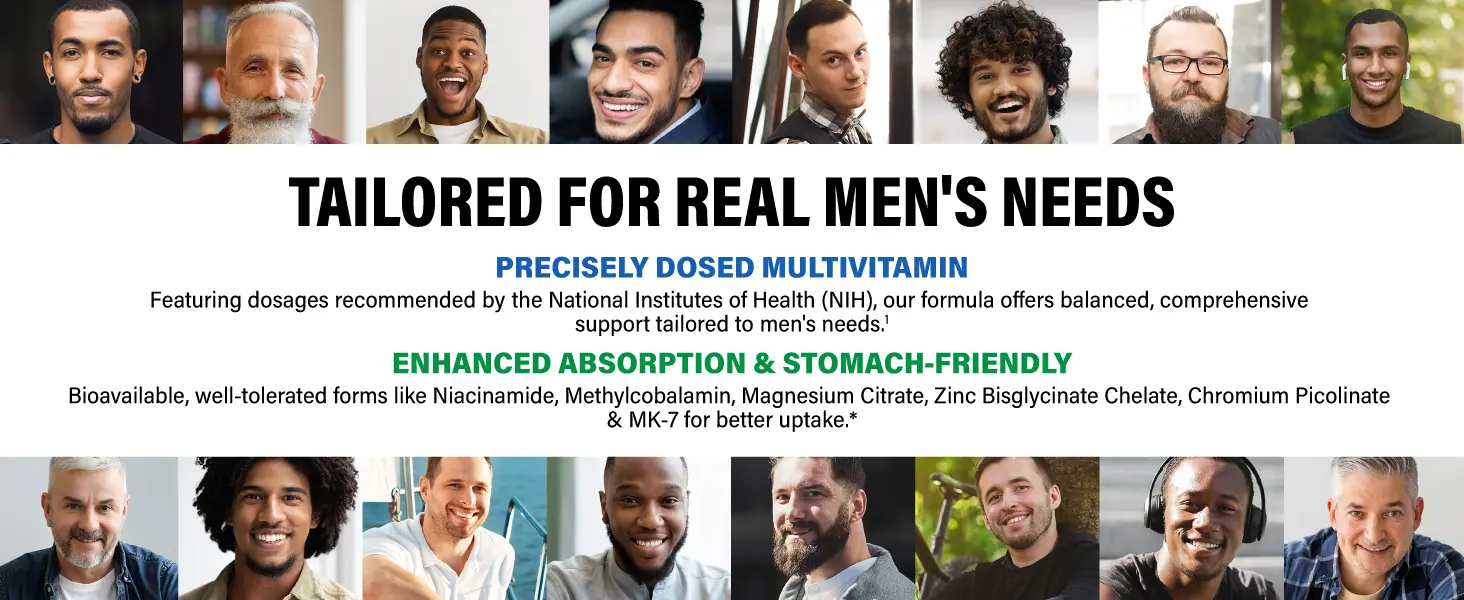 TAILORED FOR REAL MEN'S NEEDS
PRECISELY DOSED MULTIVITAMIN
Featuring dosages recommended by the National Institutes of Health (NIH), our formula offers balanced, comprehensive
support tailored to men's needs.¹
ENHANCED ABSORPTION & STOMACH-FRIENDLY
Bioavailable, well-tolerated forms like Niacinamide, Methylcobalamin, Magnesium Citrate, Zinc Bisglycinate Chelate, Chromium Picolinate
& MK-7 for better uptake.*